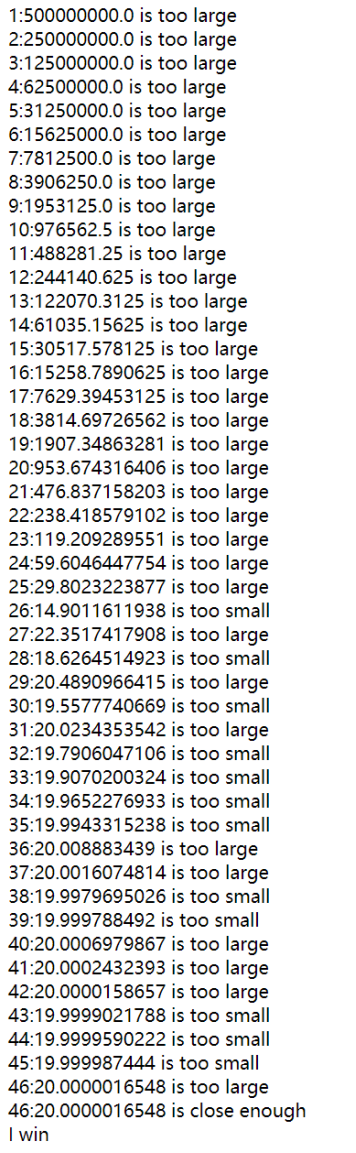 1:500000000.0 is too large
2:250000000.0 is too large
3:125000000.0 is too large
4:62500000.0 is too large
5:31250000.0 is too large
6:15625000.0 is too large
7:7812500.0 is too large
8:3906250.0 is too large
9:1953125.0 is too large
10:976562.5 is too large
11:488281.25 is too large
12:244140.625 is too large
13:122070.3125 is too large
14:61035.15625 is too large
15:30517.578125 is too large
16:15258.7890625 is too large
17:7629.39453125 is too large
18:3814.69726562 is too large
19:1907.34863281 is too large
20:953.674316406 is too large
21:476.837158203 is too large
22:238.418579102 is too large
23:119.209289551 is too large
24:59.6046447754 is too large
25:29.8023223877 is too large
26:14.9011611938 is too small
27:22.3517417908 is too large
28:18.6264514923 is too small
29:20.4890966415 is too large
30:19.5577740669 is too small
31:20.0234353542 is too large
32:19.7906047106 is too small
33:19.9070200324 is too small
34:19.9652276933 is too small
35:19.9943315238 is too small
36:20.008883439 is too large
37:20.0016074814 is too large
38:19.9979695026 is too small
39:19.999788492 is too small
40:20.0006979867 is too large
41:20.0002432393 is too large
42:20.0000158657 is too large
43:19.9999021788 is too small
44:19.9999590222 is too small
45:19.999987444 is too small
46:20.0000016548 is too large
46:20.0000016548 is close enough
I win